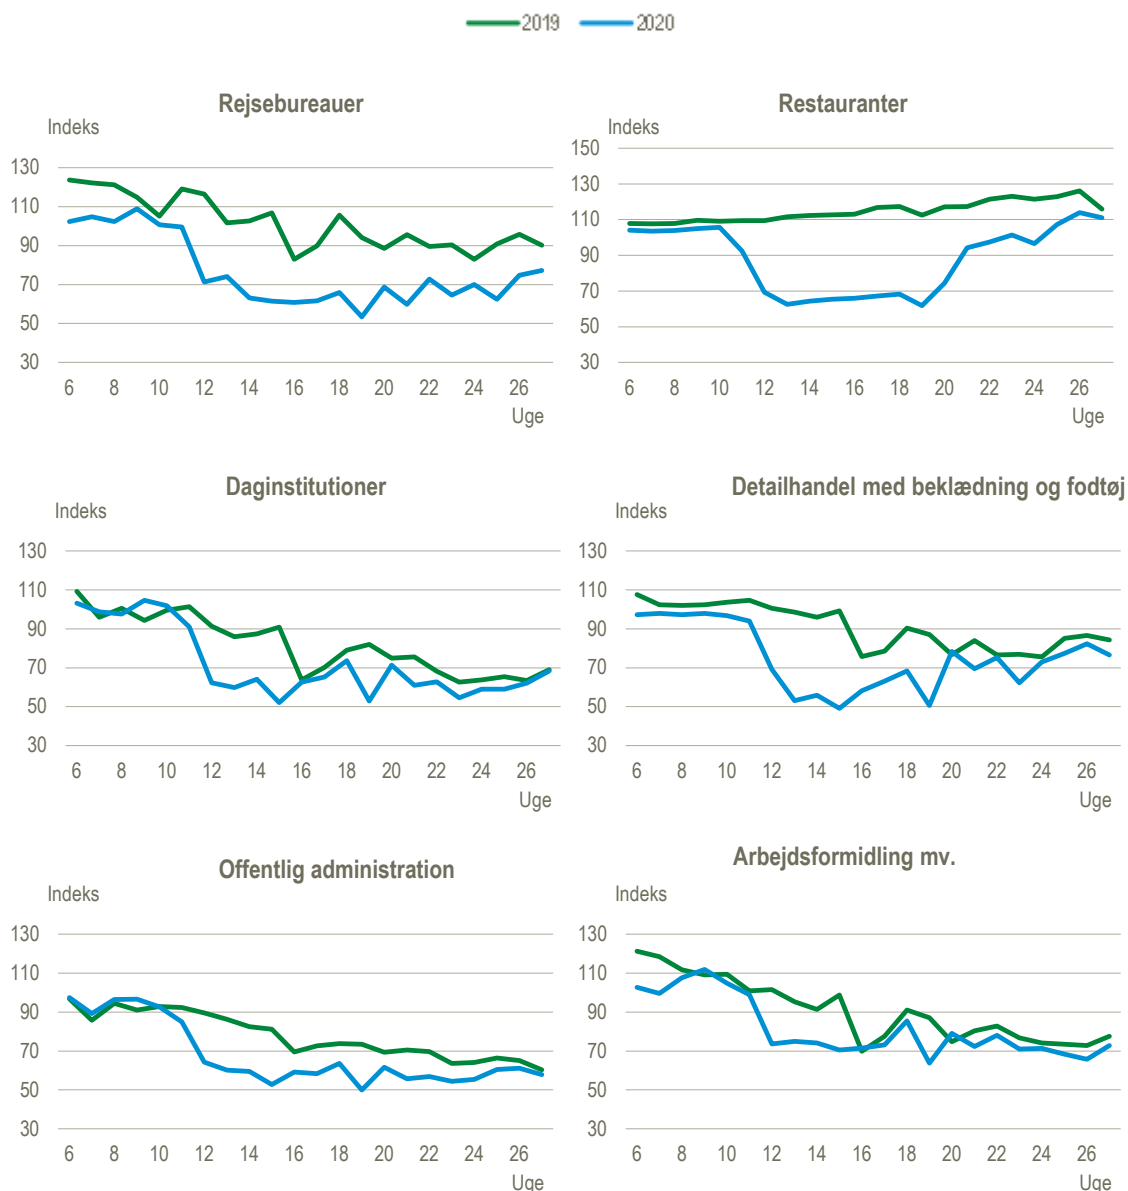 2019 2020
Rejsebureauer
Indeks
130
110
90
70
50
30
6 8 10 12 14 16 18 20 22 24 26
Uge
Restauranter
Indeks
150
130
110
90
70
50
30
6 8 10 12 14 16 18 20 22 24 26
Uge
Daginstitutioner
Indeks
130
110
90
70
50
30
6 8 10 12 14 16 18 20 22 24 26
Uge
Detailhandel med beklædning og fodtøj
Indeks
130
110
90
70
50
30
6 8 10 12 14 16 18 20 22 24 26
Uge
Offentlig administration
Indeks
130
110
90
70
50
30
6 8 10 12 14 16 18 20 22 24 26
Uge
Arbejdsformidling mv.
Indeks
130
110
90
70
50
30
6 8 10 12 14 16 18 20 22 24 26
Uge